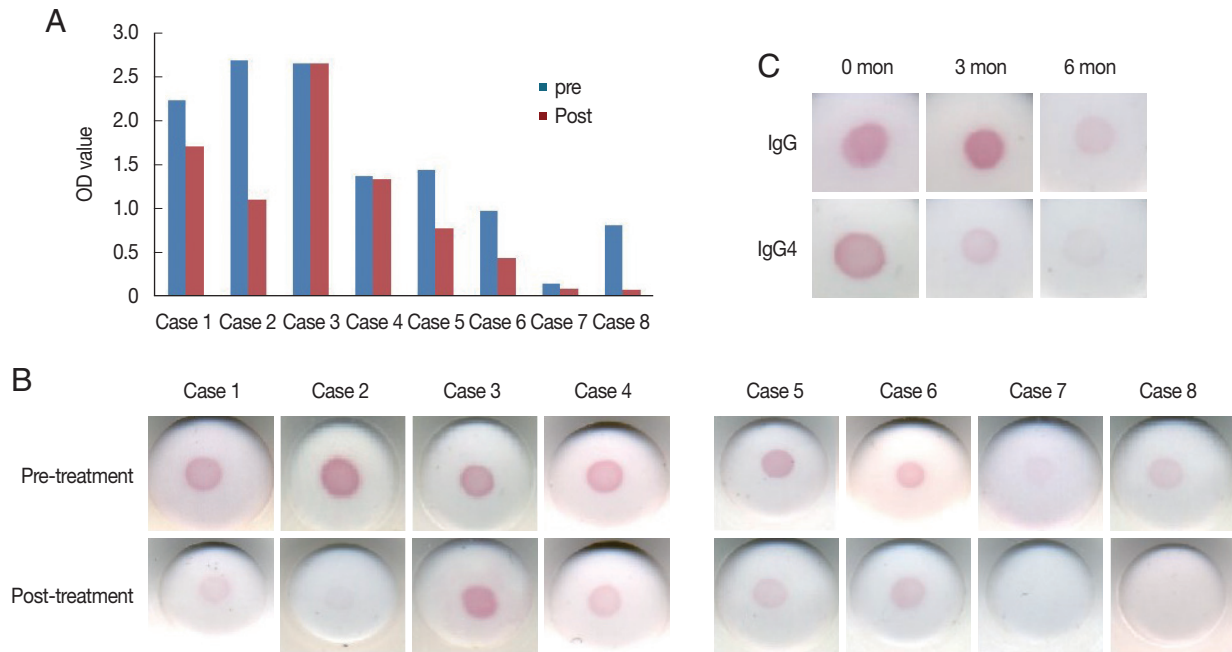 A
3.0
2.5
2.0
1.5
1.0
0.5
0
OD value
pre
Post
Case 1 Case 2 Case 3 Case 4 Case 5 Case 6 Case 7 Case 8
C
0 mon 3 mon 6 mon
IgG
IgG4
B
Case 1 Case 2 Case 3 Case 4 Case 5 Case 6 Case 7 Case 8
Pre-treatment
Post-treatment